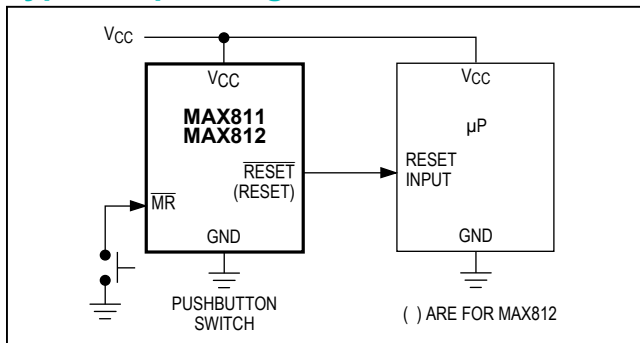 VCC
VCC
MAX811
MAX812
RESET
(RESET)
MR
GND
PUSHBUTTON
SWITCH
VCC
µP
RESET
INPUT
GND
( ) ARE FOR MAX812